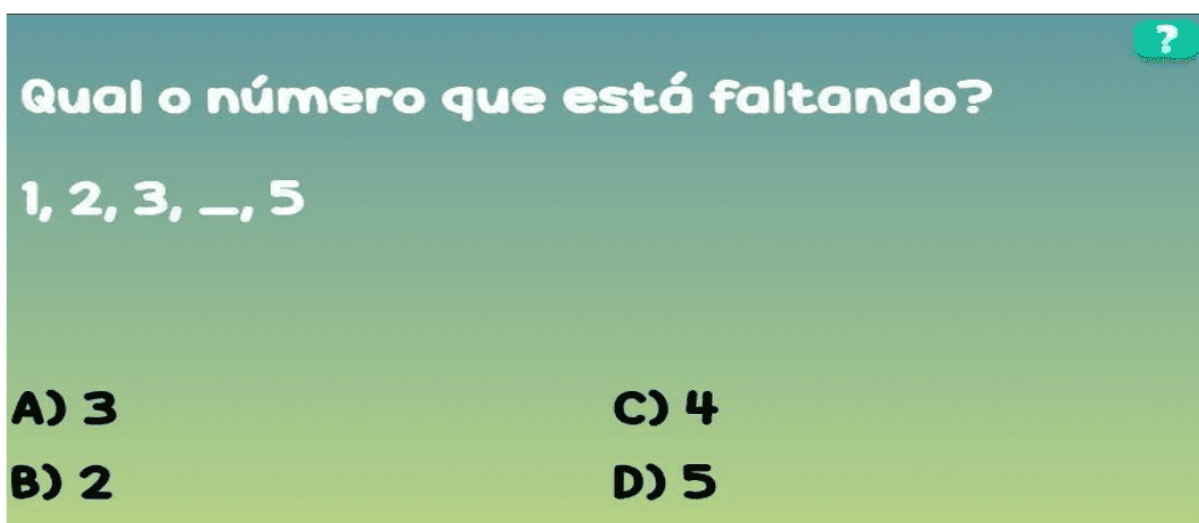 ?
Qual o número que está faltando?
1, 2, 3, _, 5
A) 3
B) 2
C) 4
D) 5